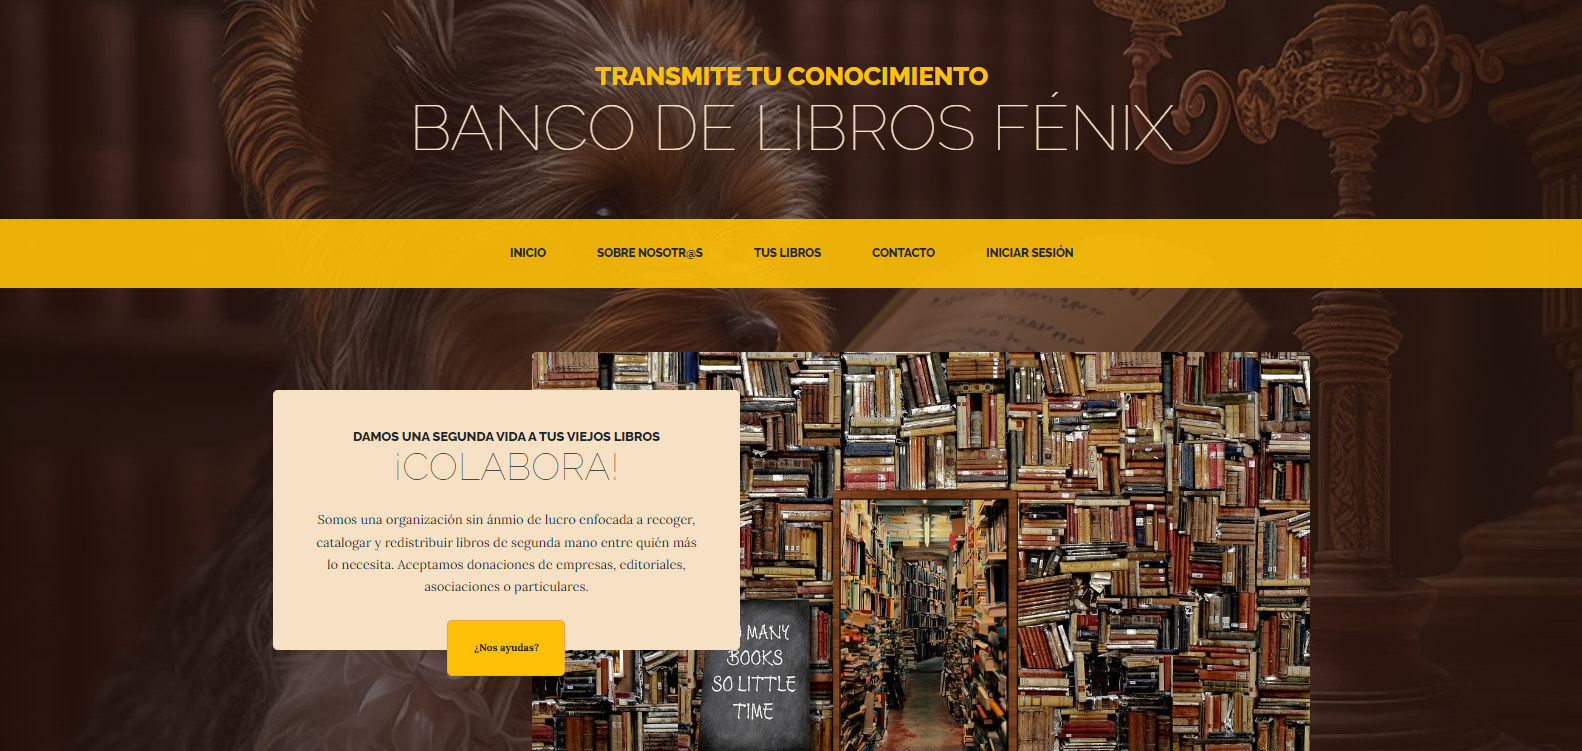 TRANSMITE TU CONOCIMIENTO
BANCO DE LIBROS FÉNIX
INICIO SOBRE NOSOTR@S TUS LIBROS CONTACTO INICIAR SESIÓN
DAMOS UNA SEGUNDA VIDA A TUS VIEJOS LIBROS
¡COLABORA!
Somos una organización sin ánmio de lucro enfocada a recoger,
catalogar y redistribuir libros de segunda mano entre quién más
lo necesita. Aceptamos donaciones de empresas, editoriales,
asociaciones o particulares.
¿Nos ayudas?
MANY
BOOKS
SO LITTLE
TIME